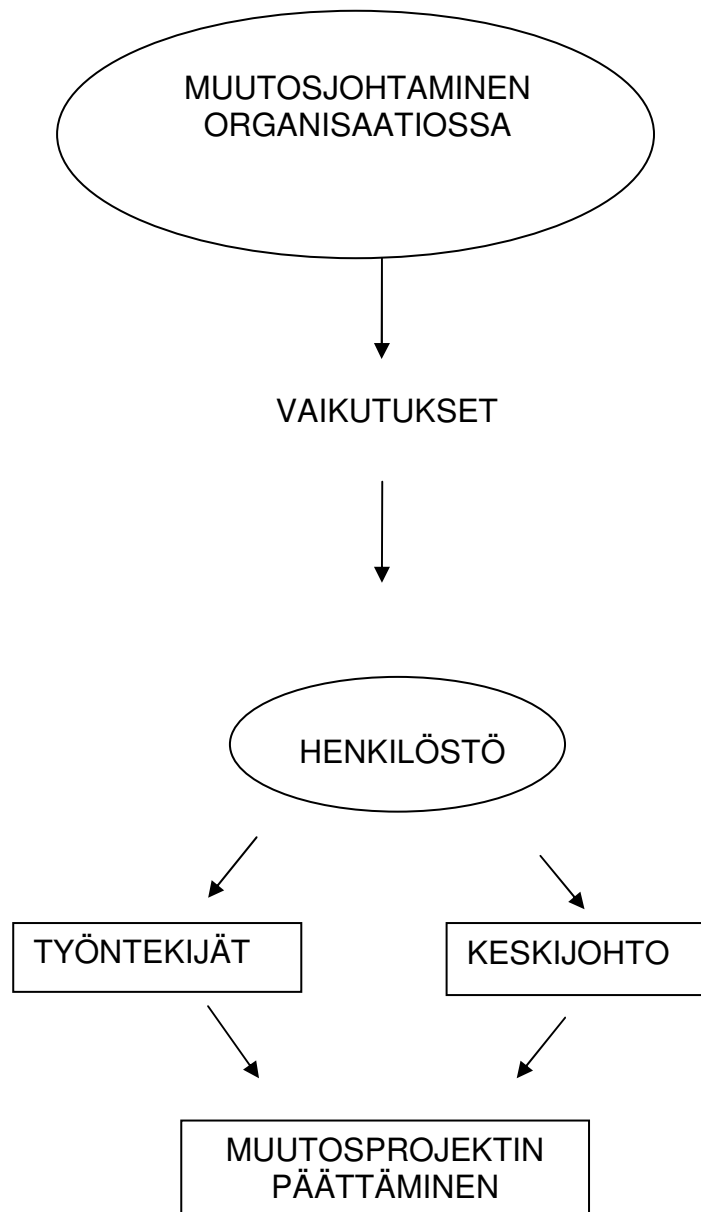 MUUTOSJOHTAMINEN
ORGANISAATIOSSA
VAIKUTUKSET
HENKILÖSTÖ
TYÖNTEKIJÄT
KESKIJOHTO
MUUTOSPROJEKTIN
PÄÄTTÄMINEN